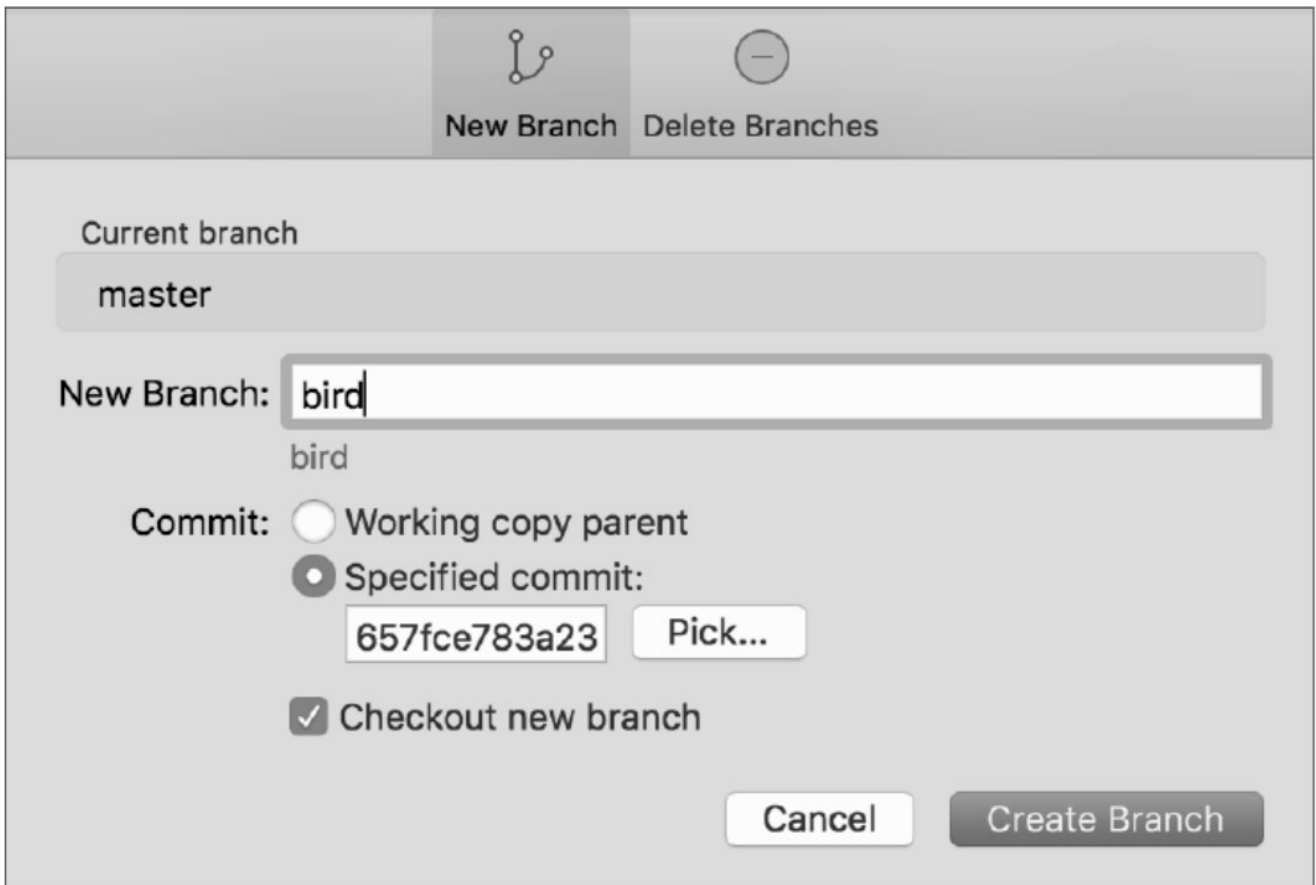 New Branch Delete Branches
Current branch
master
New Branch: bird
bird
Commit: Working copy parent
Specified commit:
657fce783a23 Pick...
Checkout new branch
Cancel Create Branch